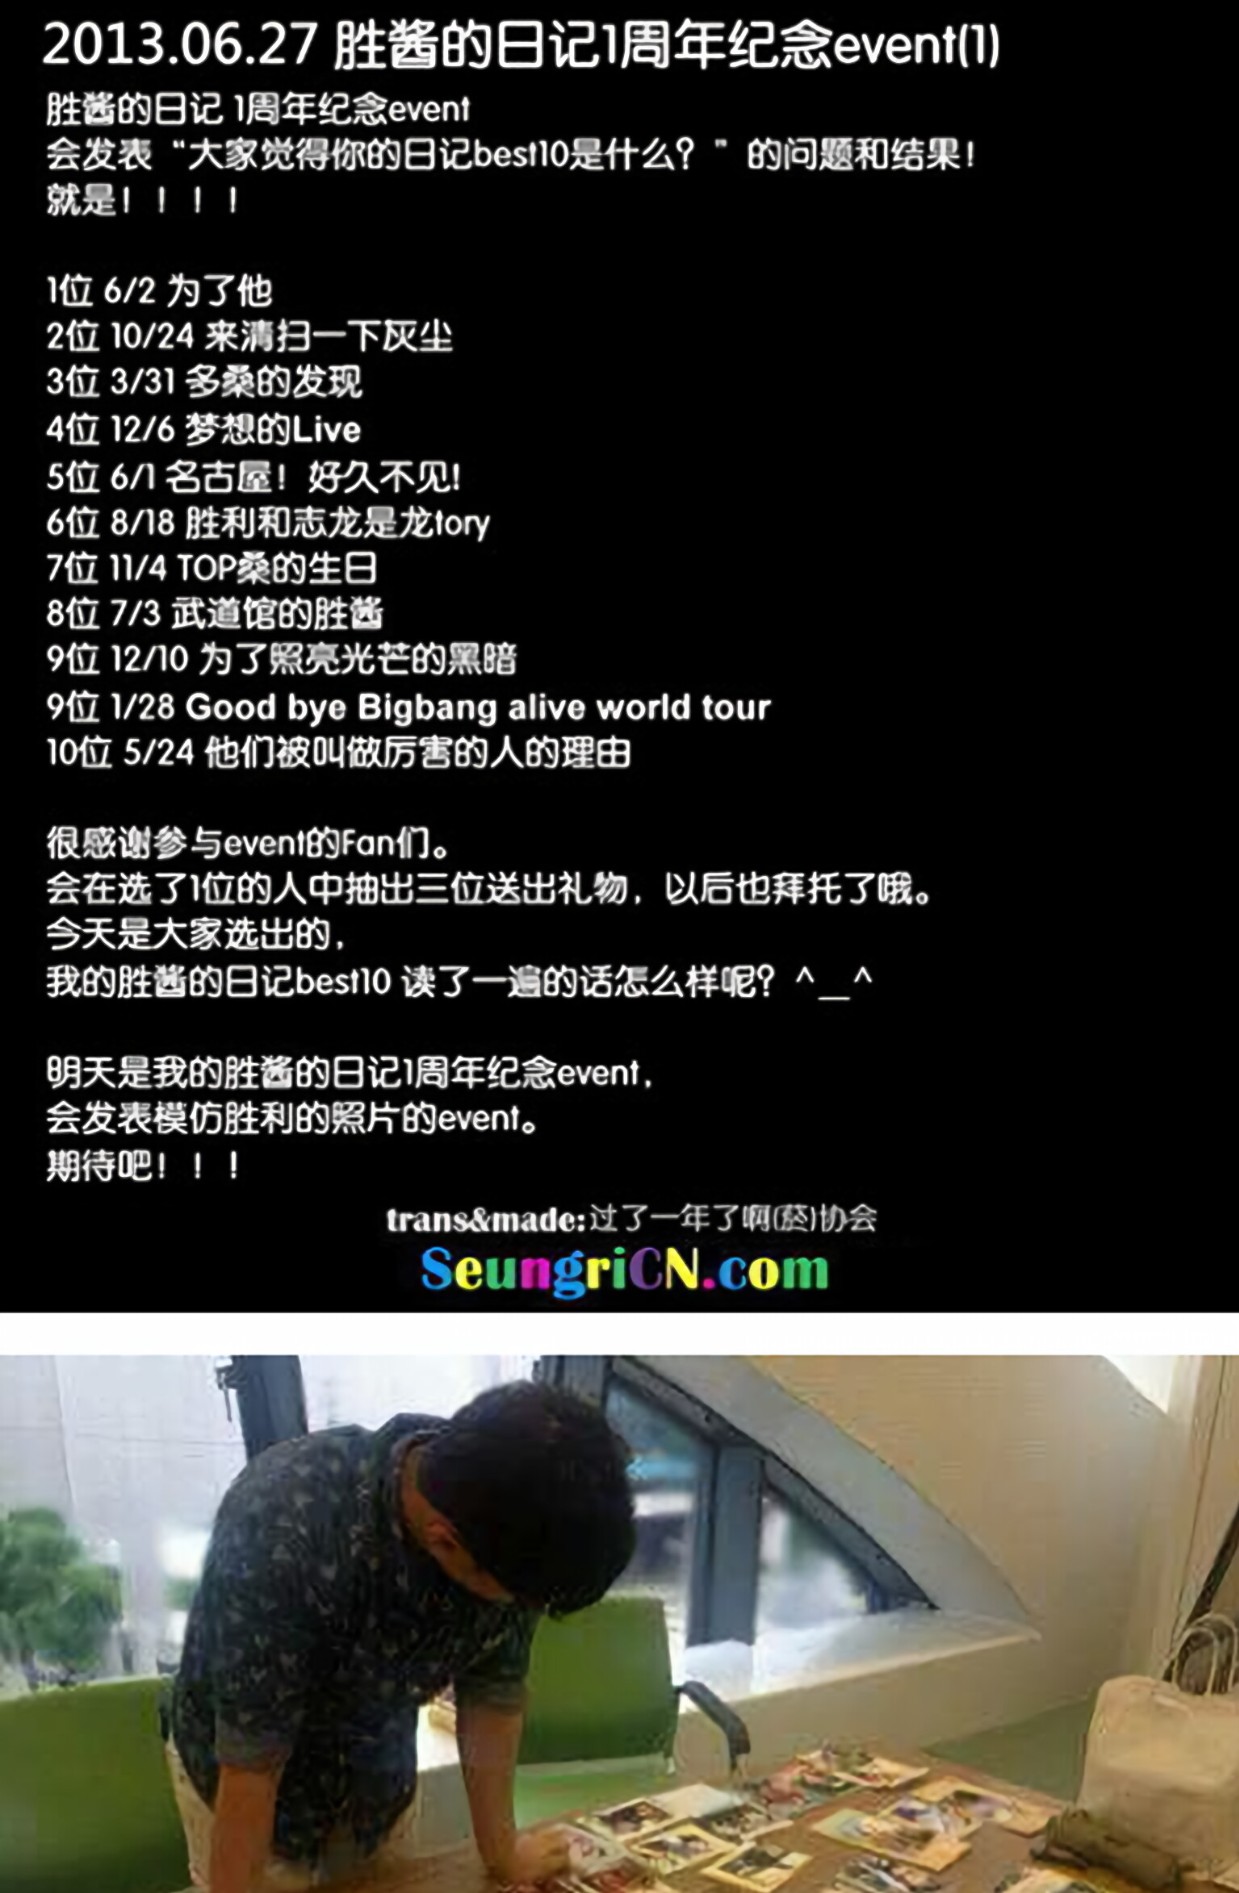 2013.06.27 胜酱的日记1周年纪念event(1)
胜酱的日记 1周年纪念event
会发表“大家觉得你的日记best10是什么？”的问题和结果！
就是！！！！
1位 6/2 为了他
2位 10/24 来清扫一下灰尘
3位 3/31 多桑的发现
4位 12/6 梦想的Live
5位 6/1 名古屋！好久不见！
6位 8/18 胜利和志龙是龙tory
7位 11/4 TOP桑的生日
8位 7/3 武道馆的胜酱
9位 12/10 为了照亮光芒的黑暗
9位 1/28 Good bye Bigbang alive world tour
10位 5/24 他们被叫做厉害的人的理由
很感谢参与event的Fan们。
会在选了1位的人中抽出三位送出礼物，以后也拜托了哦。
今天是大家选出的，
我的胜酱的日记best10 读了一遍的话怎么样呢？^__^
明天是我的胜酱的日记1周年纪念event，
会发表模仿胜利的照片的event。
期待吧！！！
trans&made:过了一年了啊(菸)协会
SeungriCN.com